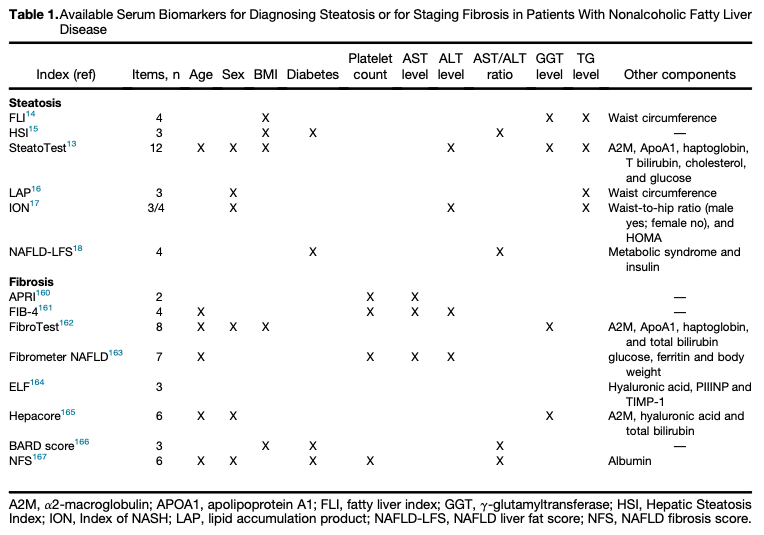 Table 1. Available Serum Biomarkers for Diagnosing Steatosis or for Staging Fibrosis in Patients With Nonalcoholic Fatty Liver
Disease
Index (ref) Items, n Age Sex BMI Diabetes Platelet count AST level ALT level AST/ALT ratio GGT level TG level Other components
Steatosis
FLI14 4 X X X Waist circumference
HSI15 3 X X X —
SteatoTest13 12 X X X X X X A2M, ApoA1, haptoglobin,
T bilirubin, cholesterol,
and glucose
LAP16 3 X X Waist circumference
ION17 3/4 X X X Waist-to-hip ratio (male
yes; female no), and
HOMA
NAFLD-LFS18 4 X X Metabolic syndrome and
insulin
Fibrosis
APRI160 2 X X —
FIB-4161 4 X X X X —
FibroTest162 8 X X X X A2M, ApoA1, haptoglobin,
and total bilirubin
Fibrometer NAFLD163 7 X X X X glucose, ferritin and body
weight
ELF164 3 Hyaluronic acid, PIIINP and
TIMP-1
Hepacore165 6 X X X A2M, hyaluronic acid and
total bilirubin
BARD score166 3 X X X —
NFS167 6 X X X X X Albumin
A2M, α2-macroglobulin; APOA1, apolipoprotein A1; FLI, fatty liver index; GGT, γ-glutamyltransferase; HSI, Hepatic Steatosis
Index; ION, Index of NASH; LAP, lipid accumulation product; NAFLD-LFS, NAFLD liver fat score; NFS, NAFLD fibrosis score.